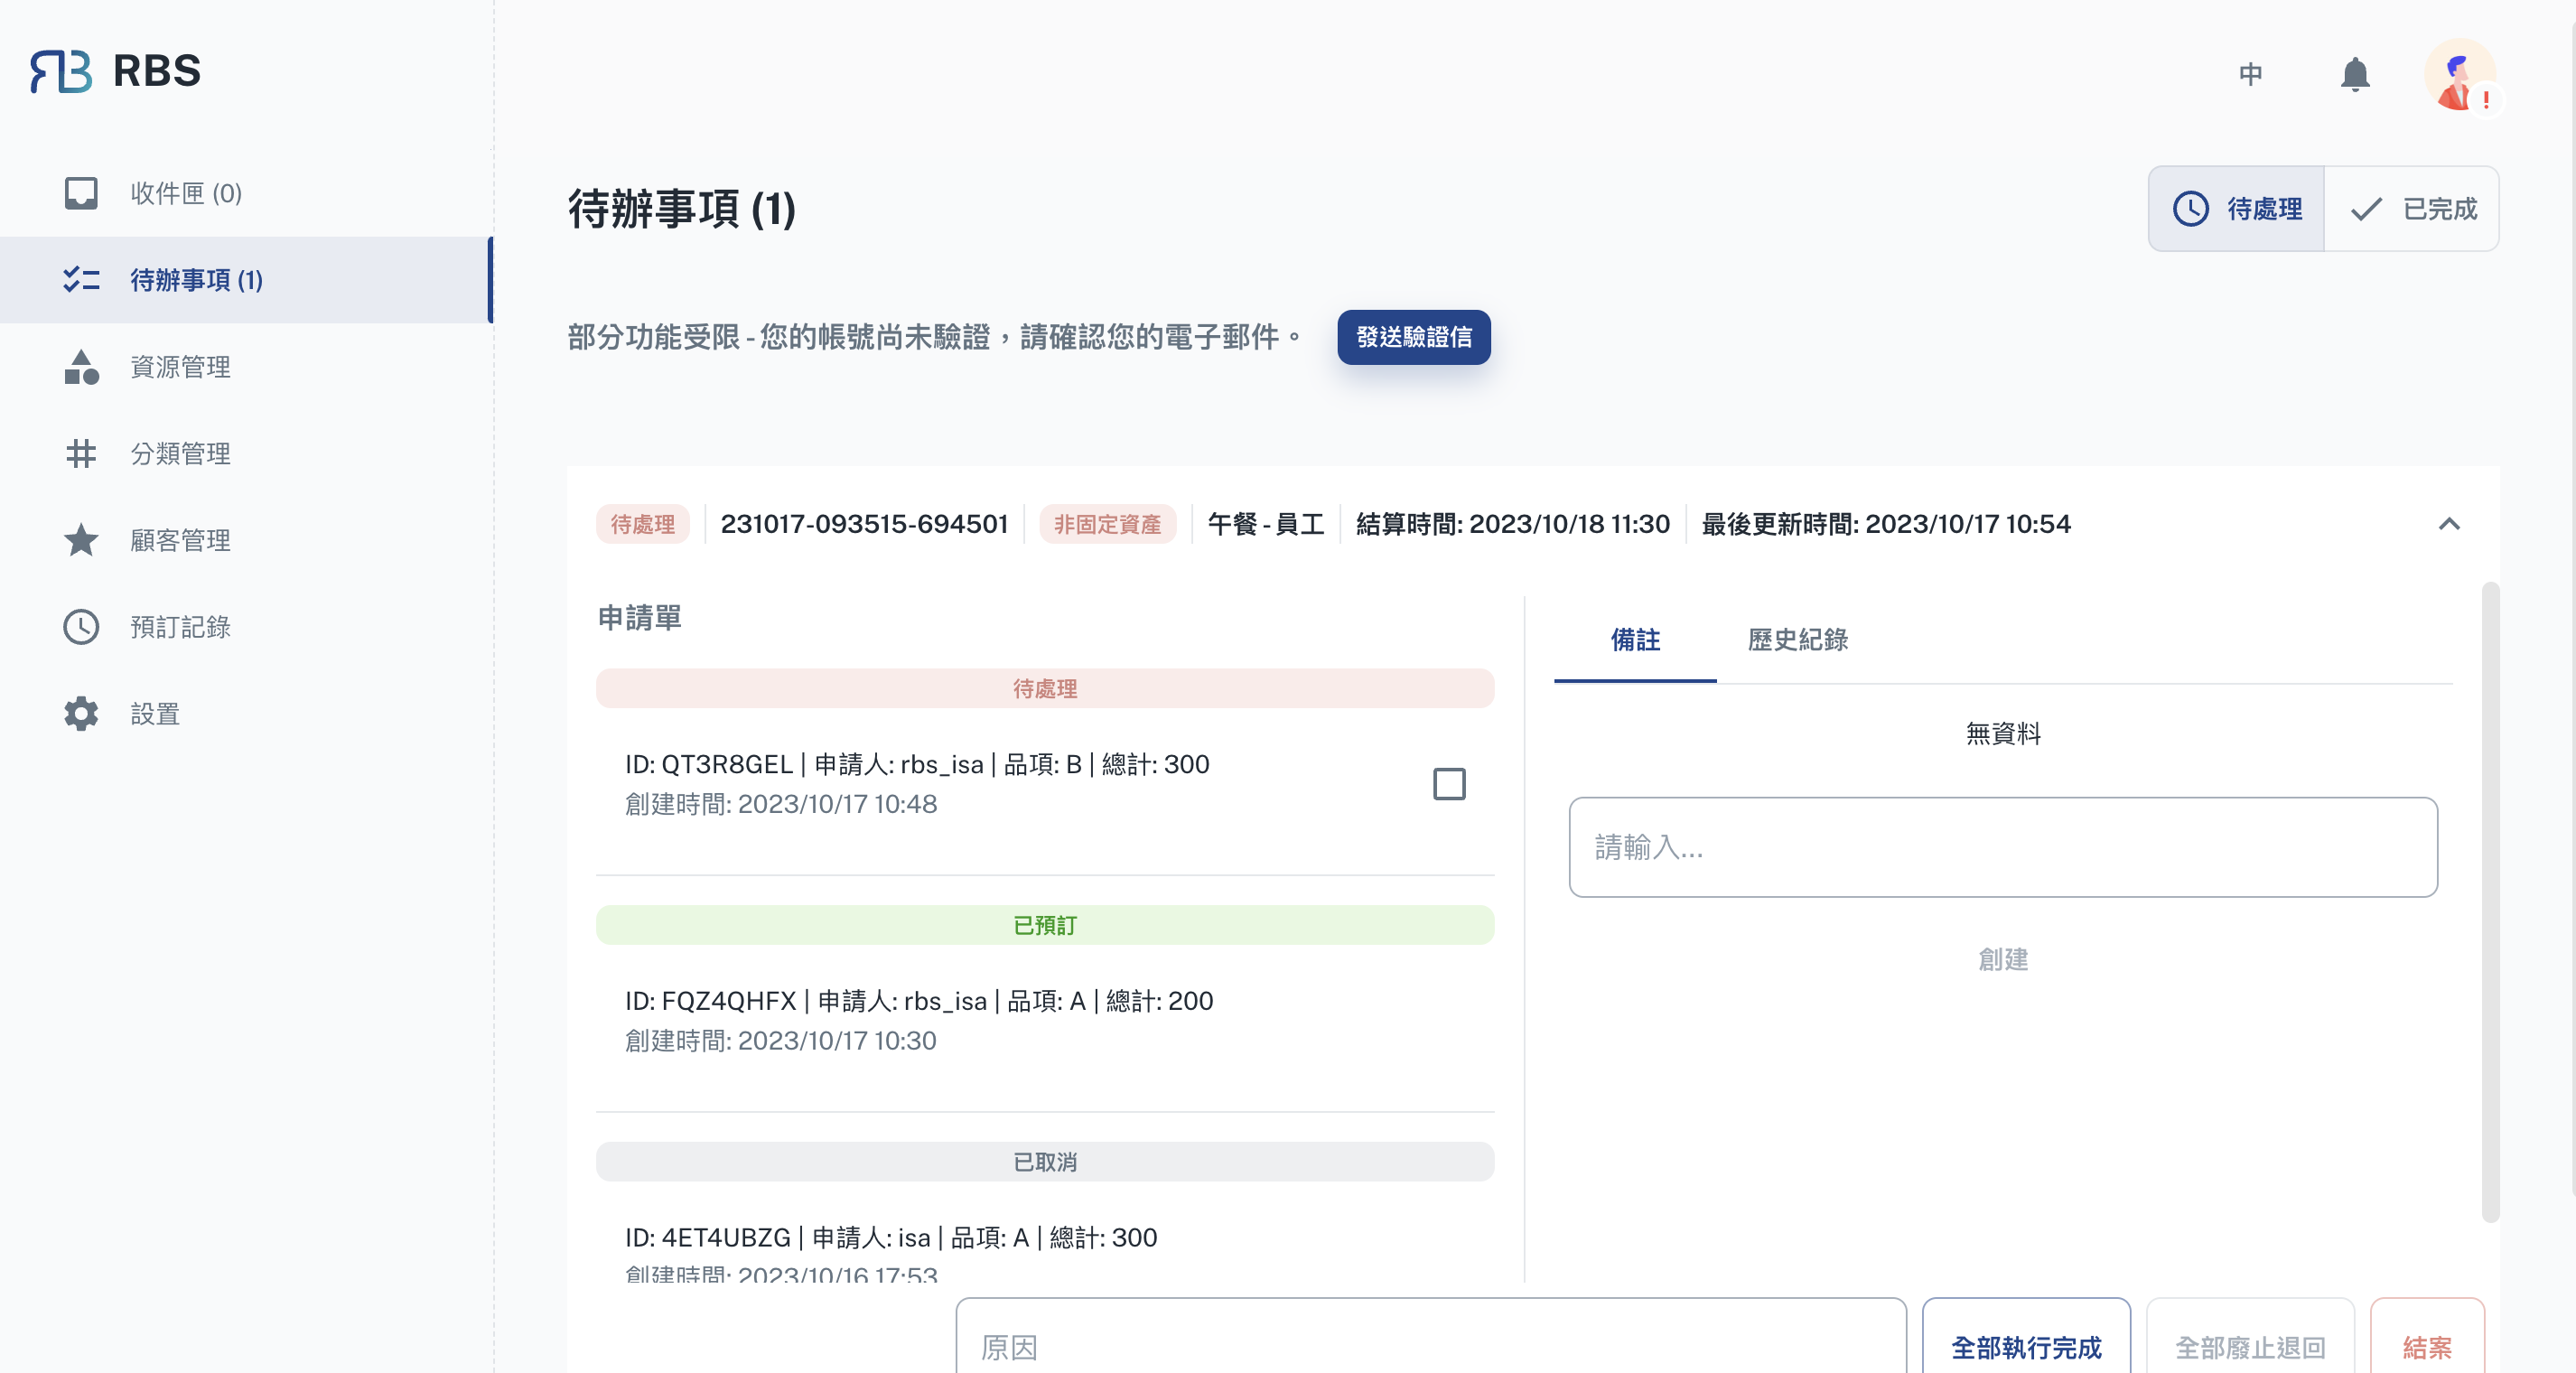 RBS
中
收件匣 (0)
待辦事項 (1)
資源管理
分類管理
顧客管理
預訂記錄
設置
待辦事項 (1)
待處理
已完成
部分功能受限 - 您的帳號尚未驗證，請確認您的電子郵件。
發送驗證信
待處理 231017-093515-694501 非固定資產 午餐 - 員工 結算時間: 2023/10/18 11:30 最後更新時間: 2023/10/17 10:54
申請單
待處理
ID: QT3R8GEL | 申請人: rbs_isa | 品項: B | 總計: 300
創建時間: 2023/10/17 10:48
已預訂
ID: FQZ4QHFX | 申請人: rbs_isa | 品項: A | 總計: 200
創建時間: 2023/10/17 10:30
已取消
ID: 4ET4UBZG | 申請人: isa | 品項: A | 總計: 300
創建時間: 2023/10/16 17:53
備註
歷史紀錄
無資料
請輸入...
創建
原因
全部執行完成
全部廢止退回
結案